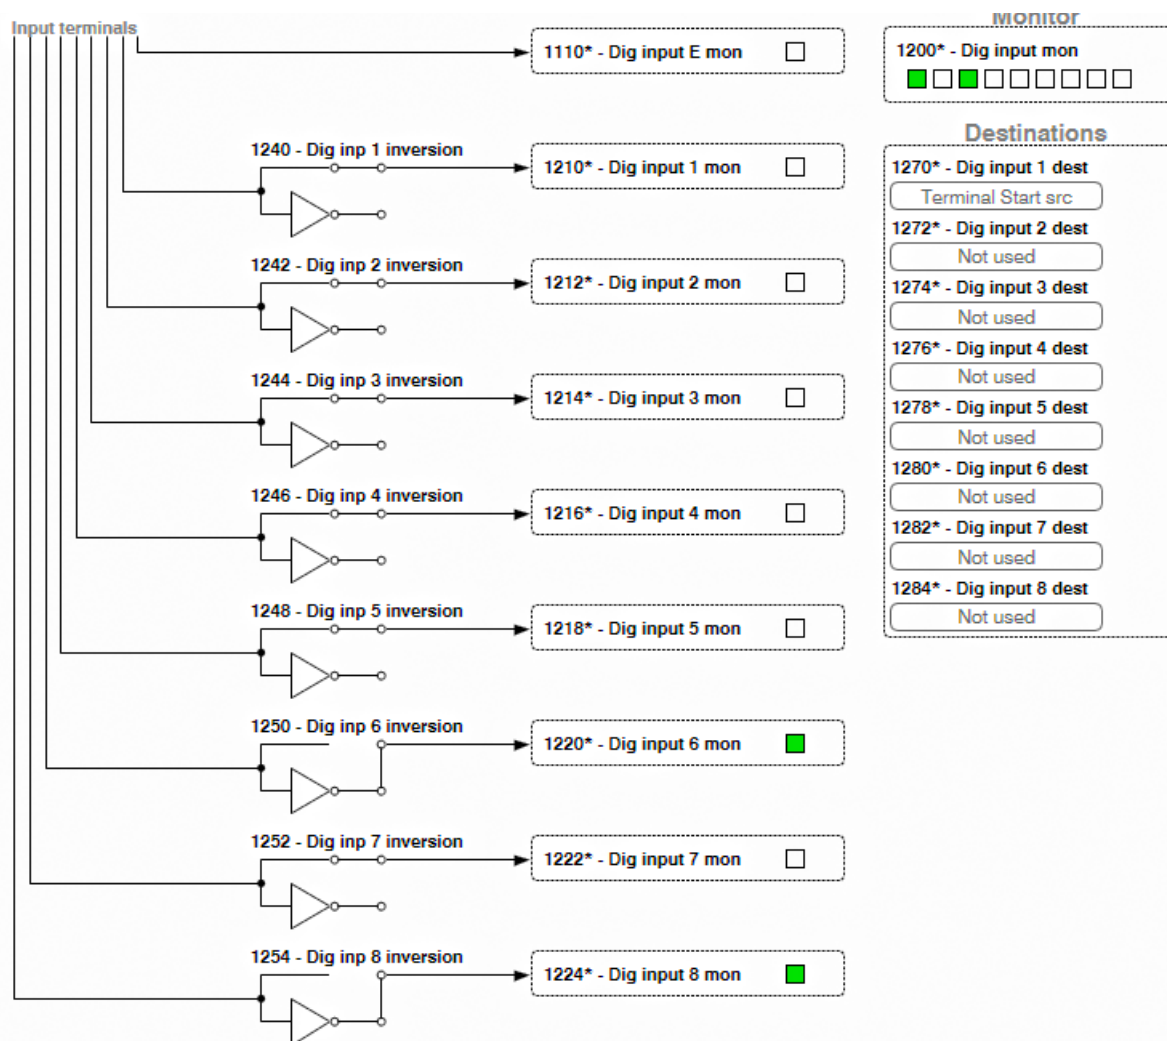 Input terminals
1110* - Dig input E mon
1240 - Dig inp 1 inversion
1210* - Dig input 1 mon
1242 - Dig inp 2 inversion
1212* - Dig input 2 mon
1244 - Dig inp 3 inversion
1214* - Dig input 3 mon
1246 - Dig inp 4 inversion
1216* - Dig input 4 mon
1248 - Dig inp 5 inversion
1218* - Dig input 5 mon
1250 - Dig inp 6 inversion
1220* - Dig input 6 mon
1252 - Dig inp 7 inversion
1222* - Dig input 7 mon
1254 - Dig inp 8 inversion
1224* - Dig input 8 mon
Monitor
1200* - Dig input mon
Destinations
1270* - Dig input 1 dest
Terminal Start src
1272* - Dig input 2 dest
Not used
1274* - Dig input 3 dest
Not used
1276* - Dig input 4 dest
Not used
1278* - Dig input 5 dest
Not used
1280* - Dig input 6 dest
Not used
1282* - Dig input 7 dest
Not used
1284* - Dig input 8 dest
Not used